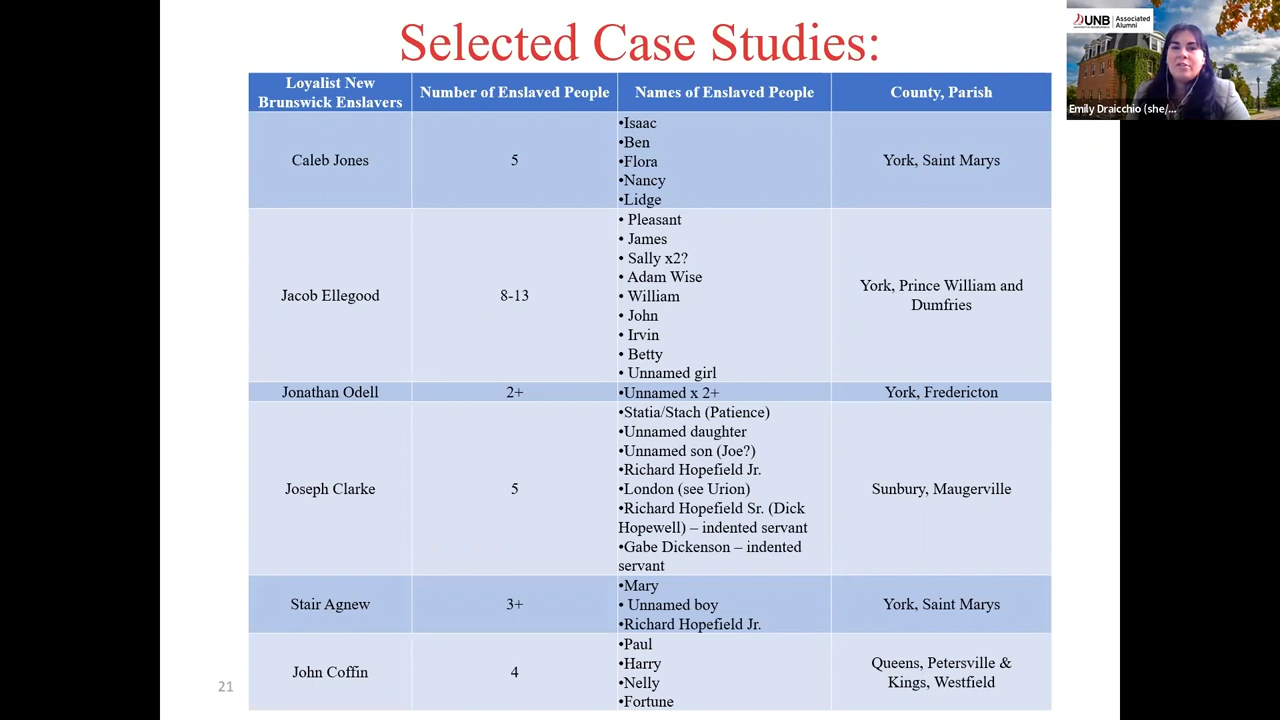 Selected Case Studies:
Loyalist New
Brunswick Enslavers
Number of Enslaved People
Names of Enslaved People
County, Parish
Caleb Jones
5
•Isaac
•Ben
•Flora
•Nancy
•Lidge
York, Saint Marys
Jacob Ellegood
8-13
• Pleasant
• James
• Sally x2?
• Adam Wise
• William
• John
• Irvin
• Betty
• Unnamed girl
York, Prince William and
Dumfries
Jonathan Odell
2+
•Unnamed x 2+
York, Fredericton
Joseph Clarke
5
•Statia/Stach (Patience)
•Unnamed daughter
•Unnamed son (Joe?)
•Richard Hopefield Jr.
•London (see Urion)
•Richard Hopefield Sr. (Dick
Hopewell) – indented servant
•Gabe Dickenson – indented
servant
Sunbury, Maugerville
Stair Agnew
3+
•Mary
• Unnamed boy
•Richard Hopefield Jr.
York, Saint Marys
John Coffin
4
•Paul
•Harry
•Nelly
•Fortune
Queens, Petersville &
Kings, Westfield
21
UNB
Associated
Alumni
Emily Draicchio (she/...